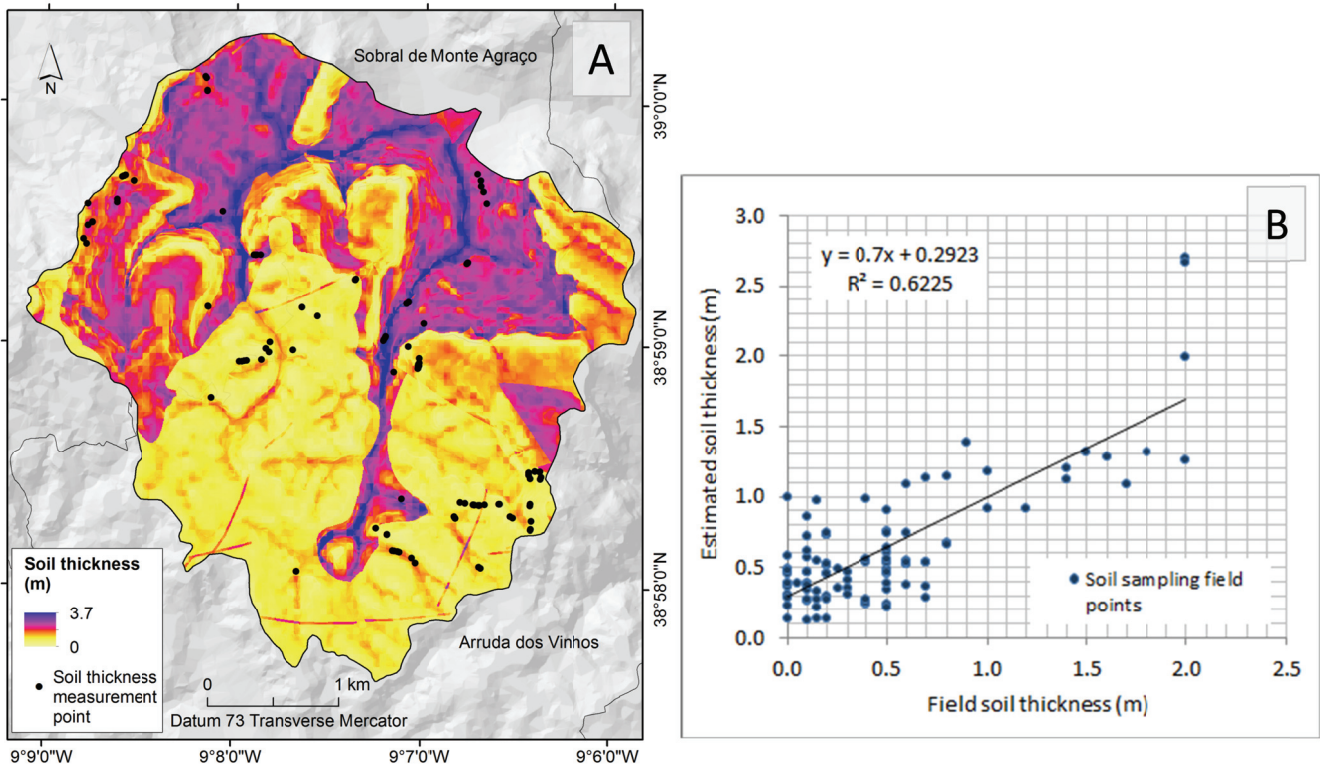 Sobral de Monte Agraço
A
N
39°0'0"N
38°59'0"N
38°58'0"N
Soil thickness
(m)
3.7
0
Soil thickness
measurement
point
0 1 km
Datum 73 Transverse Mercator
Arruda dos Vinhos
9°9'0"W 9°8'0"W 9°7'0"W 9°6'0"W
B
y = 0.7x + 0.2923
R² = 0.6225
Estimated soil thickness (m)
3.0
2.5
2.0
1.5
1.0
0.5
0.0
Soil sampling field
points
0.0 0.5 1.0 1.5 2.0 2.5
Field soil thickness (m)